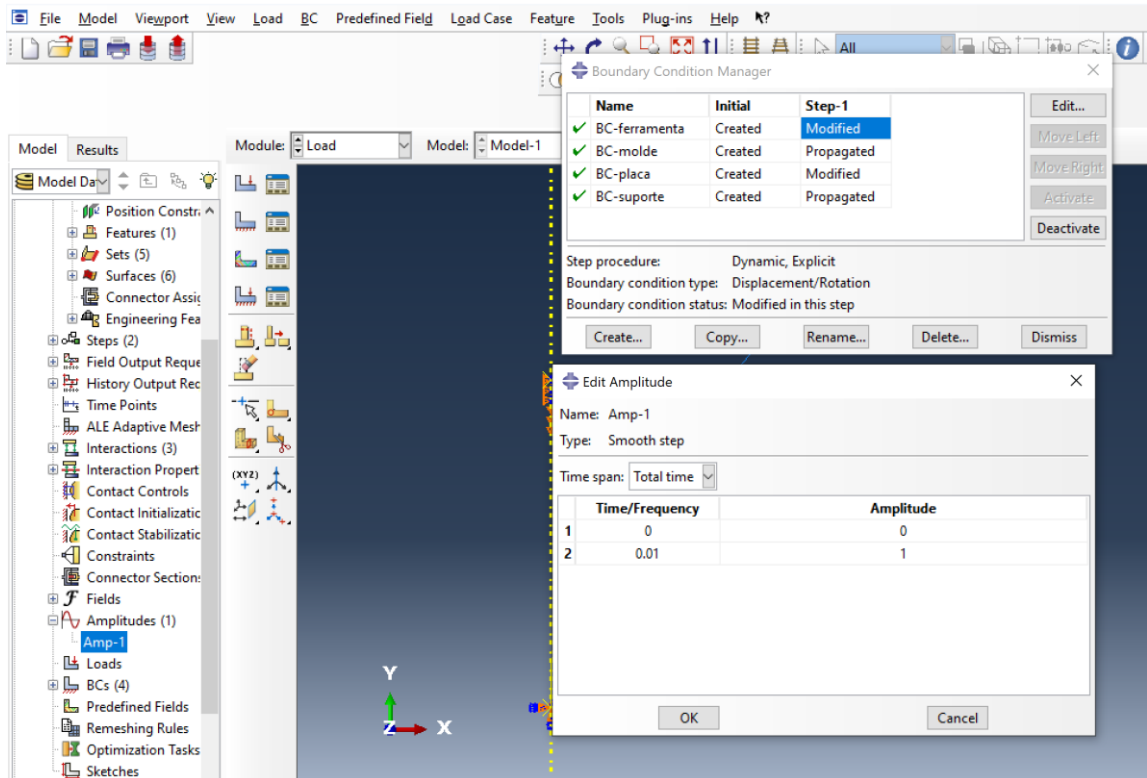 File Model Viewport View Load BC Predefined Field Load Case Feature Tools Plug-ins Help
All
Boundary Condition Manager
Name Initial Step-1
BC-ferramenta Created Modified
BC-molde Created Propagated
BC-placa Created Modified
BC-suporte Created Propagated
Edit...
Move Left
Move Right
Activate
Deactivate
Step procedure: Dynamic, Explicit
Boundary condition type: Displacement/Rotation
Boundary condition status: Modified in this step
Create... Copy... Rename... Delete... Dismiss
Model Results
Module: Load Model: Model-1
Model Da
Position Constr
Features (1)
Sets (5)
Surfaces (6)
Connector Assig
Engineering Fea
Steps (2)
Field Output Reque
History Output Rec
Time Points
ALE Adaptive Mesh
Interactions (3)
Interaction Propert
Contact Controls
Contact Initializatic
Contact Stabilizatic
Constraints
Connector Sections
Fields
Amplitudes (1)
Amp-1
Loads
BCs (4)
Predefined Fields
Remeshing Rules
Optimization Tasks
Sketches
(XYZ)
Edit Amplitude
Name: Amp-1
Type: Smooth step
Time span: Total time
Time/Frequency Amplitude
1 0 0
2 0.01 1
OK Cancel
Y
Z X